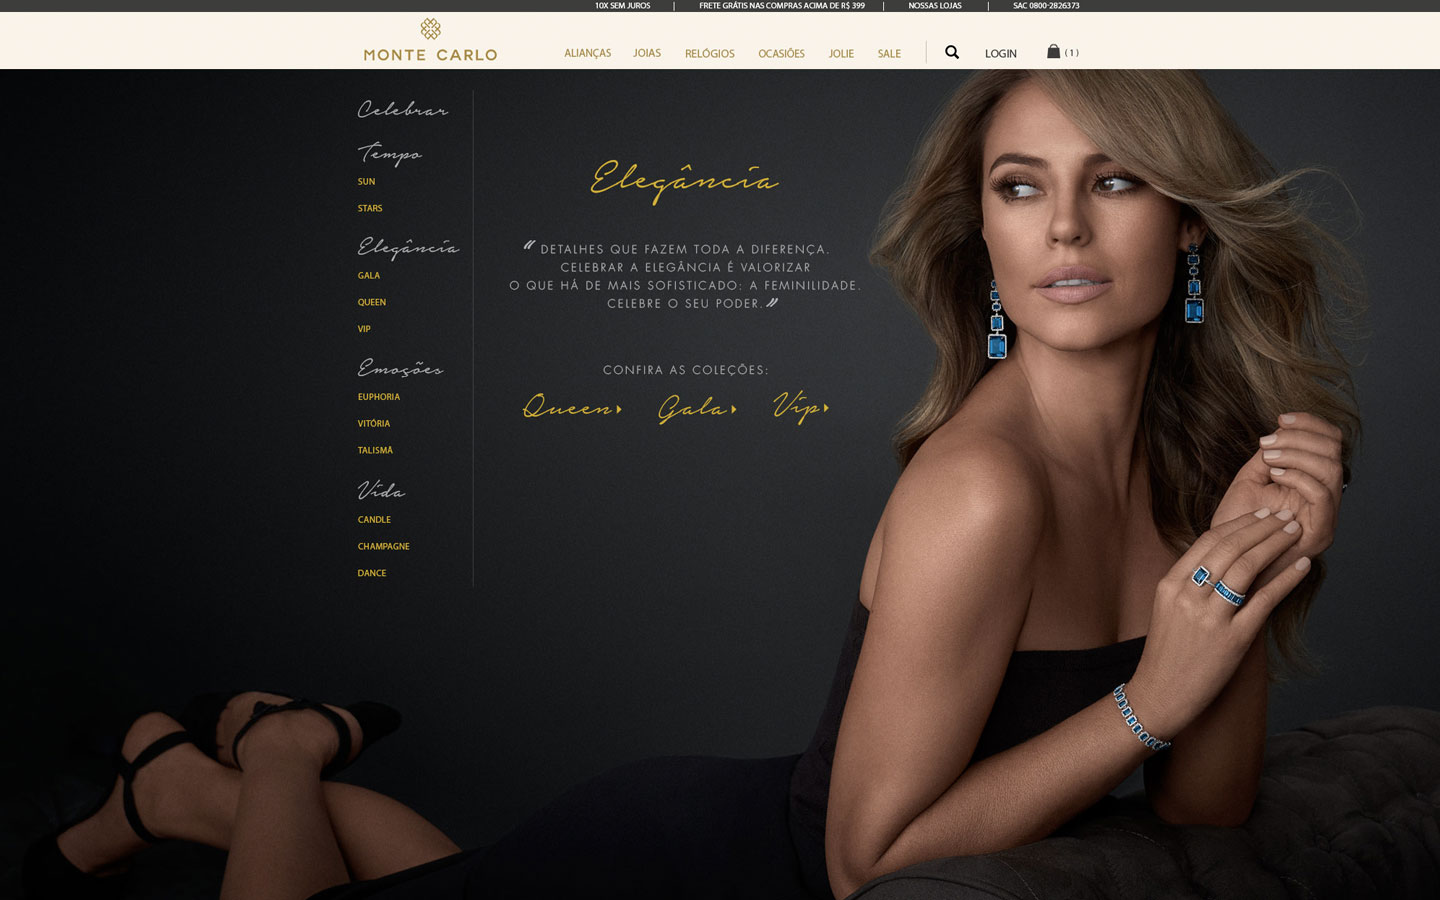 10X SEM JUROS | FRETE GRÁTIS NAS COMPRAS ACIMA DE R$ 399 | NOSSAS LOJAS | SAC 0800-2826373
MONTE CARLO
ALIANÇAS JOIAS RELÓGIOS OCASIÕES JOLIE SALE LOGIN (1)
Celebrar
Tempo
SUN
STARS
Elegância
GALA
QUEEN
VIP
Emoções
EUPHORIA
VITÓRIA
TALISMÃ
Vida
CANDLE
CHAMPAGNE
DANCE
Elegância
“ DETALHES QUE FAZEM TODA A DIFERENÇA.
CELEBRAR A ELEGÂNCIA É VALORIZAR
O QUE HÁ DE MAIS SOFISTICADO: A FEMINILIDADE.
CELEBRE O SEU PODER. ”
CONFIRA AS COLEÇÕES:
Queen Gala Vip